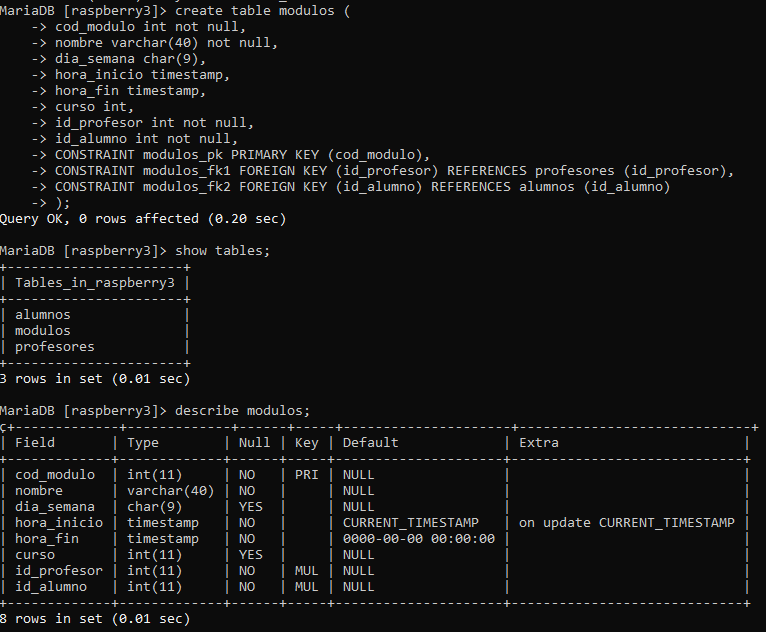 MariaDB [raspberry3]> create table modulos (
    -> cod_modulo int not null,
    -> nombre varchar(40) not null,
    -> dia_semana char(9),
    -> hora_inicio timestamp,
    -> hora_fin timestamp,
    -> curso int,
    -> id_profesor int not null,
    -> id_alumno int not null,
    -> CONSTRAINT modulos_pk PRIMARY KEY (cod_modulo),
    -> CONSTRAINT modulos_fk1 FOREIGN KEY (id_profesor) REFERENCES profesores (id_profesor),
    -> CONSTRAINT modulos_fk2 FOREIGN KEY (id_alumno) REFERENCES alumnos (id_alumno)
    -> );
Query OK, 0 rows affected (0.20 sec)

MariaDB [raspberry3]> show tables;
+----------------------+
| Tables_in_raspberry3 |
+----------------------+
| alumnos              |
| modulos              |
| profesores           |
+----------------------+
3 rows in set (0.01 sec)

MariaDB [raspberry3]> describe modulos;
ç+-------------+-------------+------+-----+---------------------+-----------------------------+
| Field       | Type        | Null | Key | Default             | Extra                       |
+-------------+-------------+------+-----+---------------------+-----------------------------+
| cod_modulo  | int(11)     | NO   | PRI | NULL                |                             |
| nombre      | varchar(40) | NO   |     | NULL                |                             |
| dia_semana  | char(9)     | YES  |     | NULL                |                             |
| hora_inicio | timestamp   | NO   |     | CURRENT_TIMESTAMP   | on update CURRENT_TIMESTAMP |
| hora_fin    | timestamp   | NO   |     | 0000-00-00 00:00:00 |                             |
| curso       | int(11)     | YES  |     | NULL                |                             |
| id_profesor | int(11)     | NO   | MUL | NULL                |                             |
| id_alumno   | int(11)     | NO   | MUL | NULL                |                             |
+-------------+-------------+------+-----+---------------------+-----------------------------+
8 rows in set (0.01 sec)